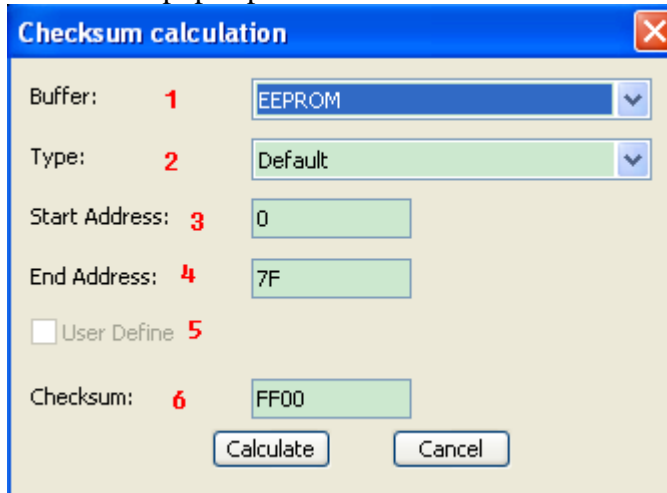 Checksum calculation
Buffer: 1 EEPROM
Type: 2 Default
Start Address: 3 0
End Address: 4 7F
User Define 5
Checksum: 6 FF00
Calculate Cancel